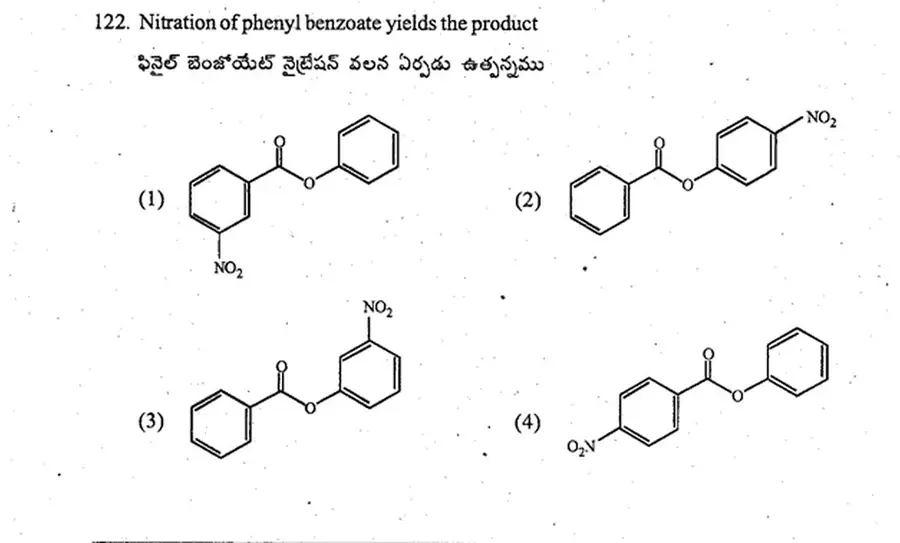 122. Nitration of phenyl benzoate yields the product
ఫినైల్ బెంజోయేట్ నైట్రేషన్ వలన ఏర్పడు ఉత్పన్నము
(1)
O
O
NO2
(2)
O
O
NO2
(3)
O
O
NO2
(4)
O
O
O2N